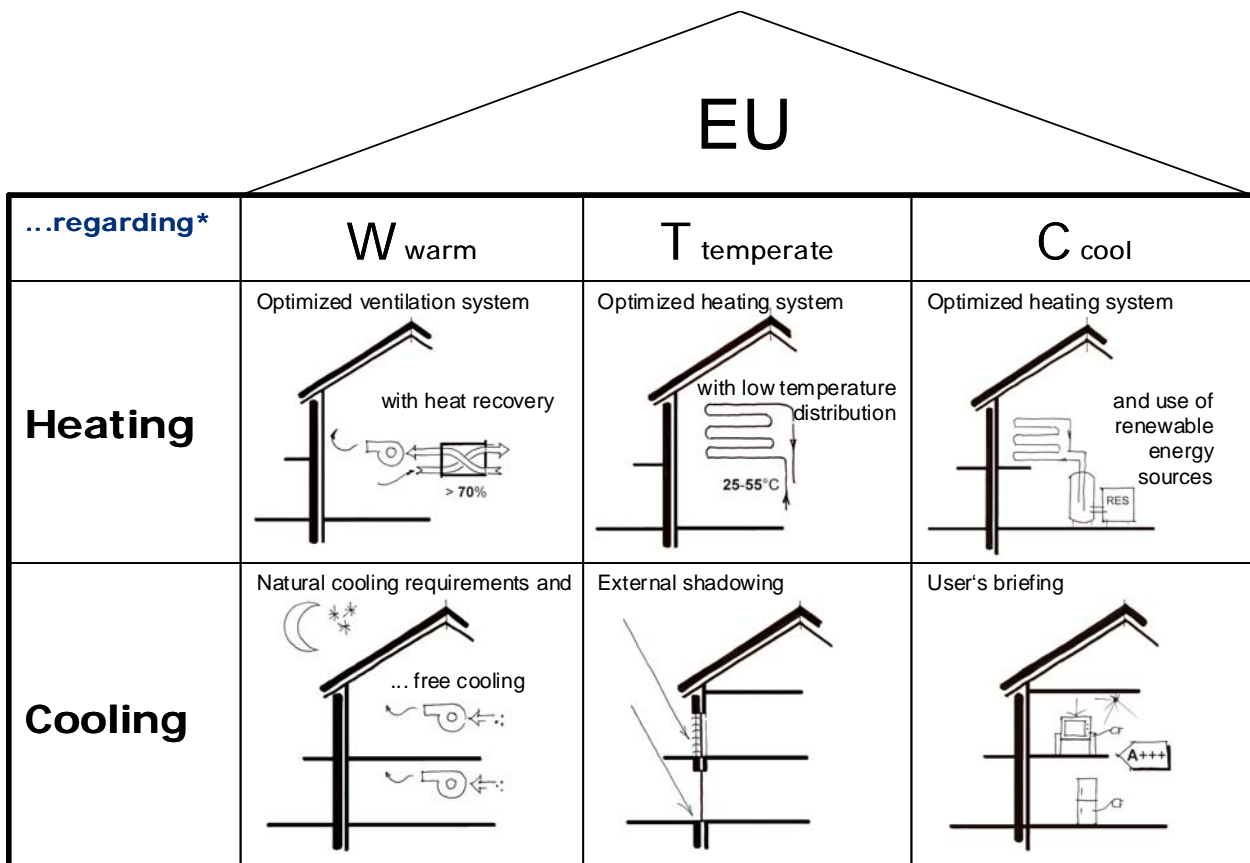 EU
...regarding*
W warm
T temperate
C cool
Heating
Optimized ventilation system
with heat recovery
> 70%
Optimized heating system
with low temperature
distribution
25-55°C
Optimized heating system
and use of
renewable
energy
sources
RES
Cooling
Natural cooling requirements and
... free cooling
External shadowing
User‘s briefing
A+++